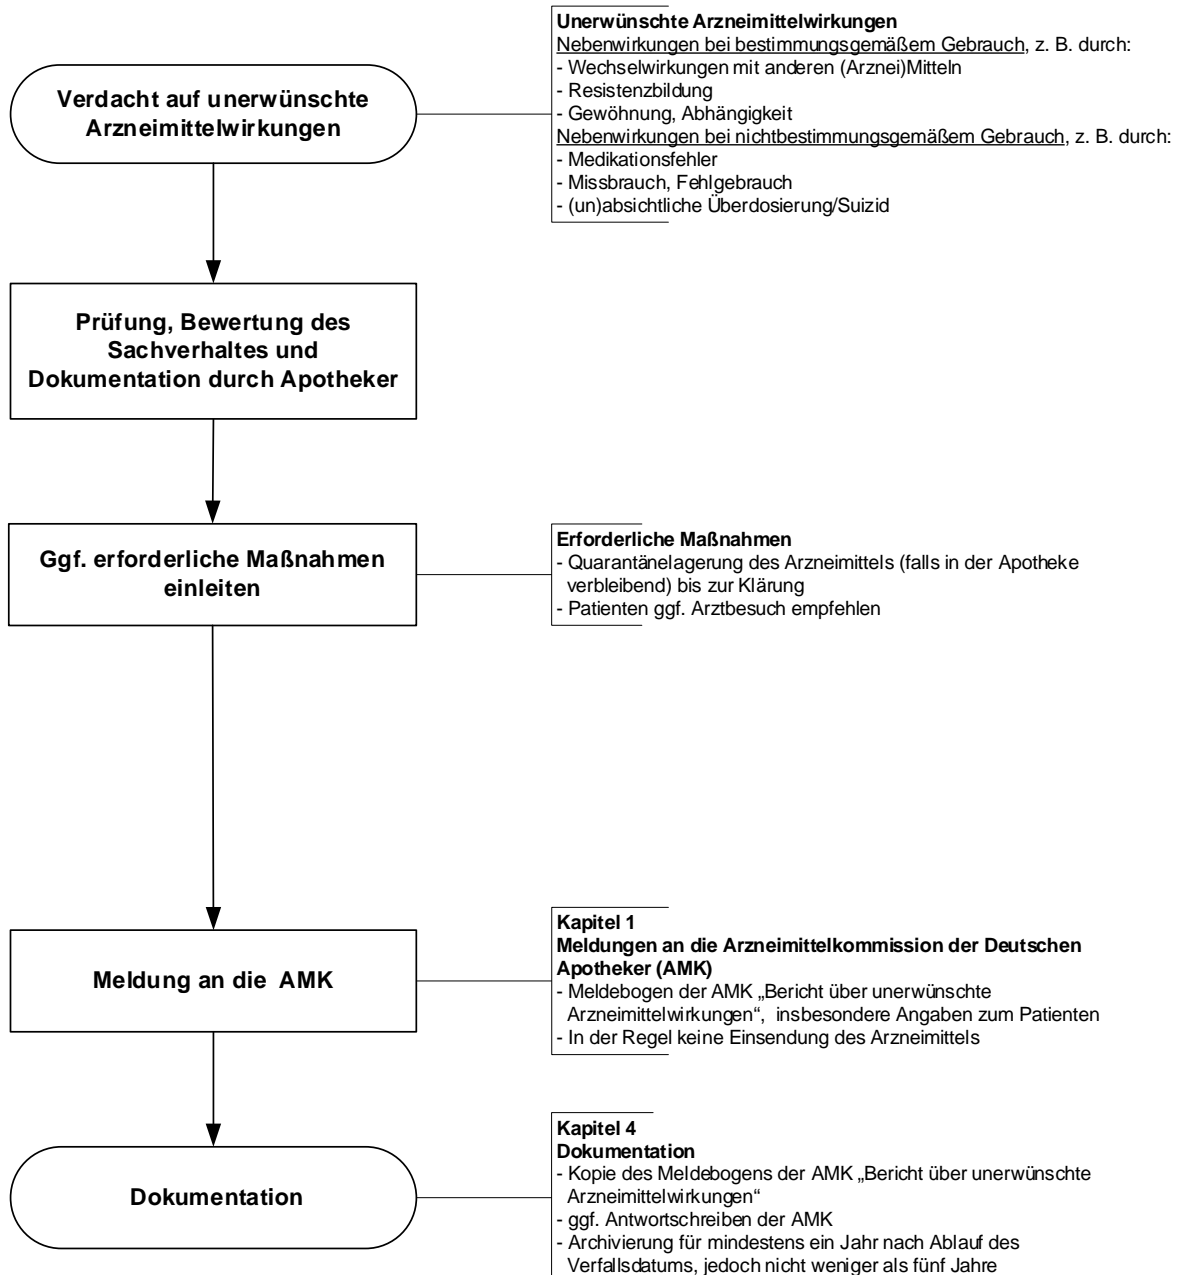 Unerwünschte Arzneimittelwirkungen
Nebenwirkungen bei bestimmungsgemäßem Gebrauch, z. B. durch:
- Wechselwirkungen mit anderen (Arznei)Mitteln
- Resistenzbildung
- Gewöhnung, Abhängigkeit
Nebenwirkungen bei nichtbestimmungsgemäßem Gebrauch, z. B. durch:
- Medikationsfehler
- Missbrauch, Fehlgebrauch
- (un)absichtliche Überdosierung/Suizid
Verdacht auf unerwünschte
Arzneimittelwirkungen
Prüfung, Bewertung des
Sachverhaltes und
Dokumentation durch Apotheker
Ggf. erforderliche Maßnahmen
einleiten
Erforderliche Maßnahmen
- Quarantänelagerung des Arzneimittels (falls in der Apotheke
verbleibend) bis zur Klärung
- Patienten ggf. Arztbesuch empfehlen
Meldung an die AMK
Kapitel 1
Meldungen an die Arzneimittelkommission der Deutschen
Apotheker (AMK)
- Meldebogen der AMK „Bericht über unerwünschte
Arzneimittelwirkungen“, insbesondere Angaben zum Patienten
- In der Regel keine Einsendung des Arzneimittels
Dokumentation
Kapitel 4
Dokumentation
- Kopie des Meldebogens der AMK „Bericht über unerwünschte
Arzneimittelwirkungen“
- ggf. Antwortschreiben der AMK
- Archivierung für mindestens ein Jahr nach Ablauf des
Verfallsdatums, jedoch nicht weniger als fünf Jahre